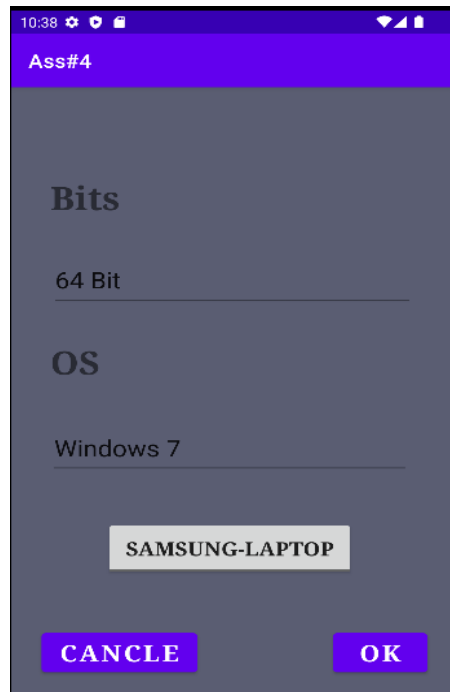 10:38
Ass#4
Bits
64 Bit
OS
Windows 7
SAMSUNG-LAPTOP
CANCLE OK